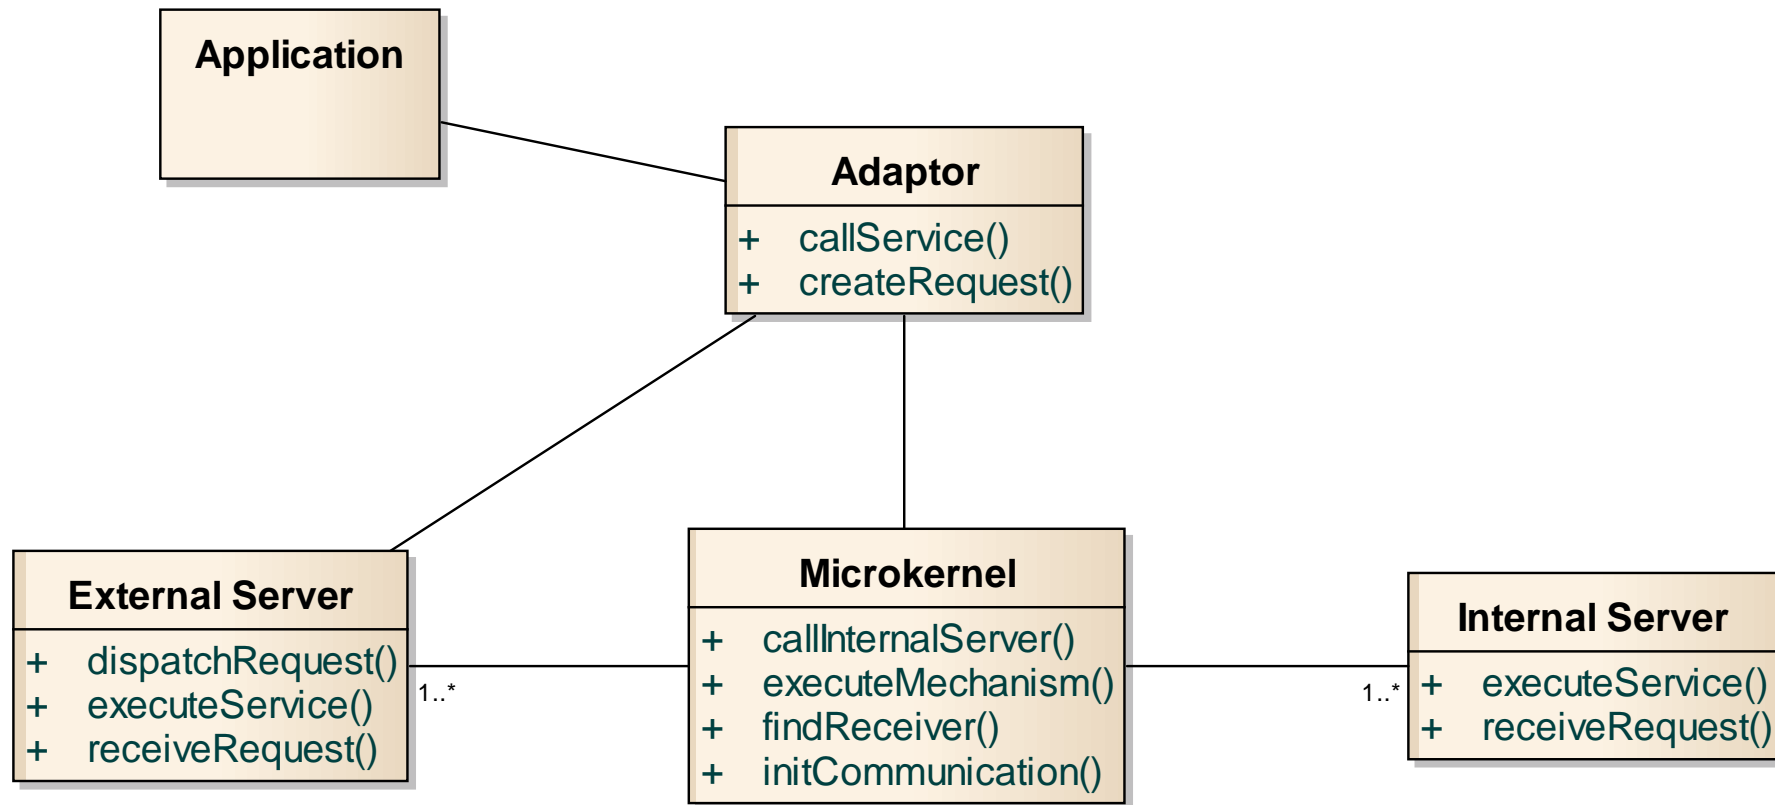 Application
Adaptor
+ callService()
+ createRequest()
External Server
+ dispatchRequest()
+ executeService()
+ receiveRequest()
1..*
Microkernel
+ callInternalServer()
+ executeMechanism()
+ findReceiver()
+ initCommunication()
1..*
Internal Server
+ executeService()
+ receiveRequest()